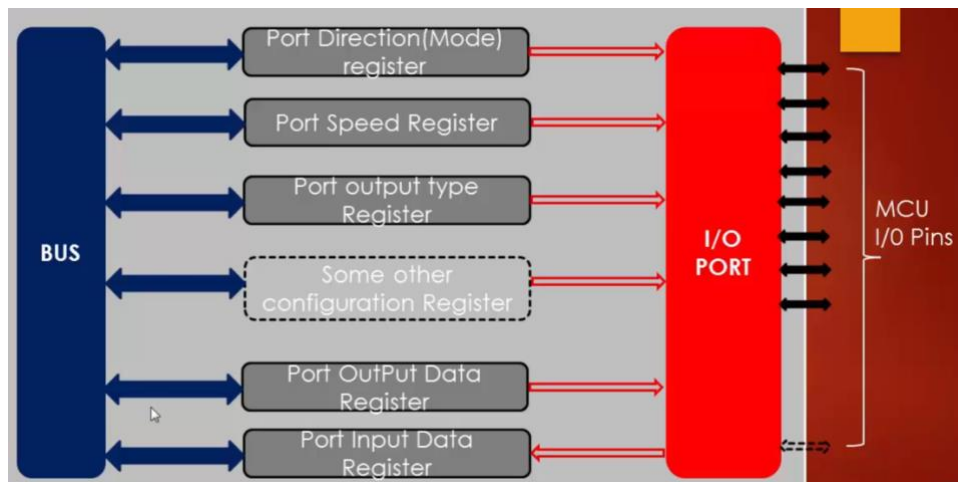 Port Direction(Mode)
register
Port Speed Register
Port output type
Register
BUS
Some other
configuration Register
I/O
PORT
MCU
I/0 Pins
Port OutPut Data
Register
Port Input Data
Register